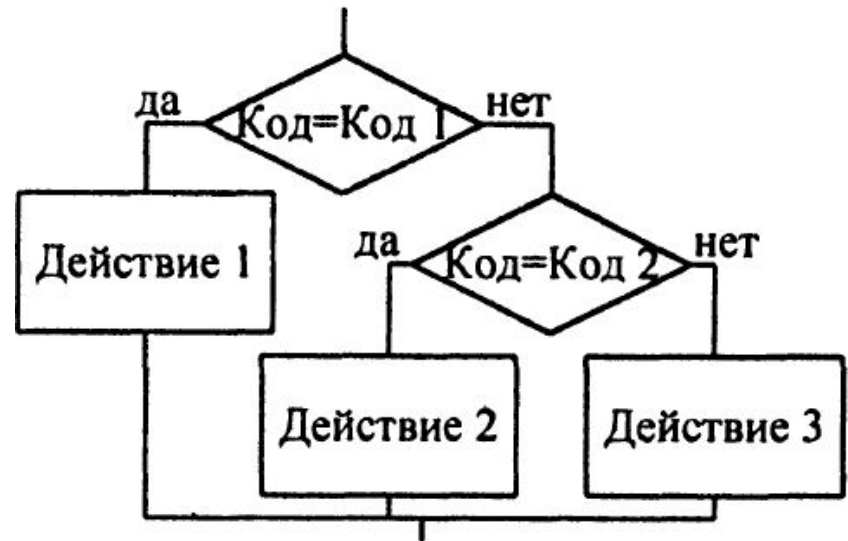 да
Код=Код 1
нет
Действие 1
да
Код=Код 2
нет
Действие 2
Действие 3